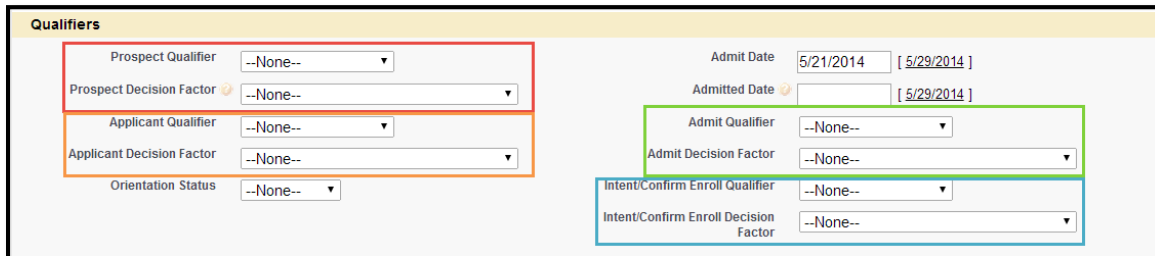 Qualifiers
Prospect Qualifier --None--
Prospect Decision Factor --None--
Applicant Qualifier --None--
Applicant Decision Factor --None--
Orientation Status --None--
Admit Date 5/21/2014 [ 5/29/2014 ]
Admitted Date [ 5/29/2014 ]
Admit Qualifier --None--
Admit Decision Factor --None--
Intent/Confirm Enroll Qualifier --None--
Intent/Confirm Enroll Decision
Factor --None--